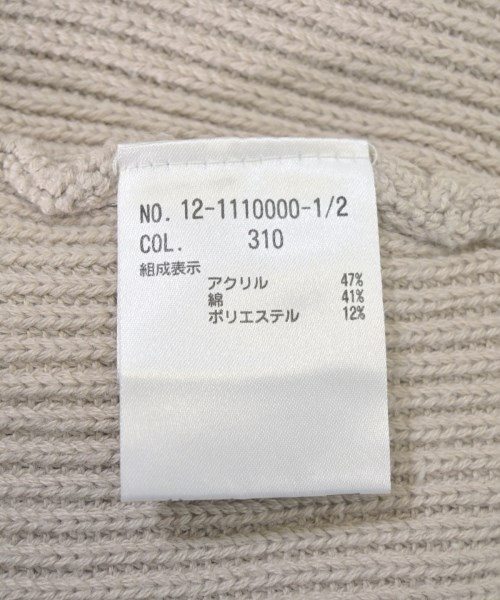 NO. 12-1110000-1/2
COL. 310
組成表示
アクリル 47%
綿 41%
ポリエステル 12%